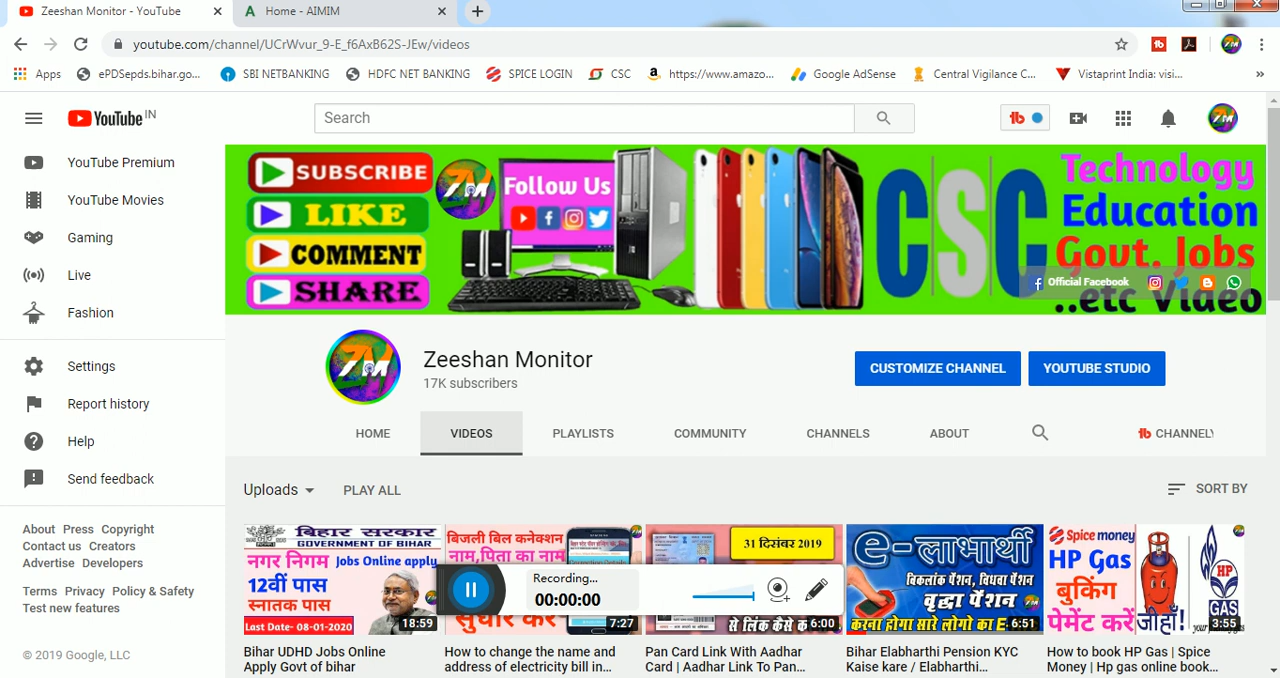 Zeeshan Monitor - YouTube
Home - AIMIM
youtube.com/channel/UCrWvur_9-E_f6AxB62S-JEw/videos
Apps
ePDSepds.bihar.go...
SBI NETBANKING
HDFC NET BANKING
SPICE LOGIN
CSC
https://www.amazo...
Google AdSense
Central Vigilance C...
Vistaprint India: visi...
YouTube IN
Search
YouTube Premium
YouTube Movies
Gaming
Live
Fashion
Settings
Report history
Help
Send feedback
About Press Copyright
Contact us Creators
Advertise Developers
Terms Privacy Policy & Safety
Test new features
© 2019 Google, LLC
SUBSCRIBE
LIKE
COMMENT
SHARE
ZM
Follow Us
CSC
Technology
Education
Govt. Jobs
..etc Video
Official Facebook
ZM
Zeeshan Monitor
17K subscribers
CUSTOMIZE CHANNEL
YOUTUBE STUDIO
HOME
VIDEOS
PLAYLISTS
COMMUNITY
CHANNELS
ABOUT
CHANNELY
Uploads
PLAY ALL
SORT BY
बिहार सरकार
GOVERNMENT OF BIHAR
नगर निगम Jobs Online apply
12वीं पास
स्नातक पास
Last Date- 08-01-2020
18:59
Bihar UDHD Jobs Online
Apply Govt of bihar
बिजली बिल कनेक्शन
नाम,पिता का नाम
सुधार करें
7:27
How to change the name and
address of electricity bill in...
Recording...
00:00:00
31 दिसंबर 2019
से लिंक कैसे क
6:00
Pan Card Link With Aadhar
Card | Aadhar Link To Pan...
e-लाभार्थी
विकलांक पेंशन, विधवा पेंशन
वृद्धा पेंशन
करना होगा सारे लोगो का E-
6:51
Bihar Elabharthi Pension KYC
Kaise kare / Elabharthi...
Spice money
HP Gas
बुकिंग
पेमेंट करें
जीहाँ!
HP
GAS
3:55
How to book HP Gas | Spice
Money | Hp gas online book...